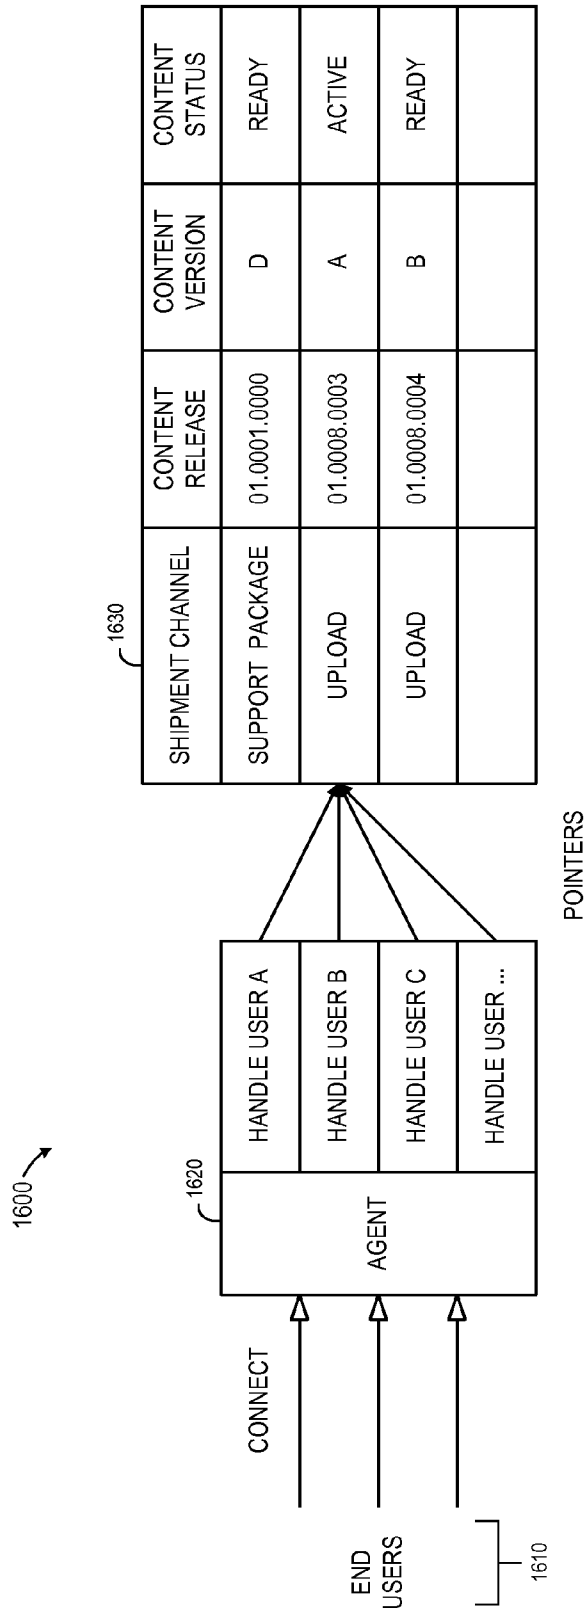 1600
END
USERS
1610
CONNECT
1620
AGENT
HANDLE USER A
HANDLE USER B
HANDLE USER C
HANDLE USER ...
POINTERS
1630
SHIPMENT CHANNEL
CONTENT
RELEASE
CONTENT
VERSION
CONTENT
STATUS
SUPPORT PACKAGE
01.0001.0000
D
READY
UPLOAD
01.0008.0003
A
ACTIVE
UPLOAD
01.0008.0004
B
READY